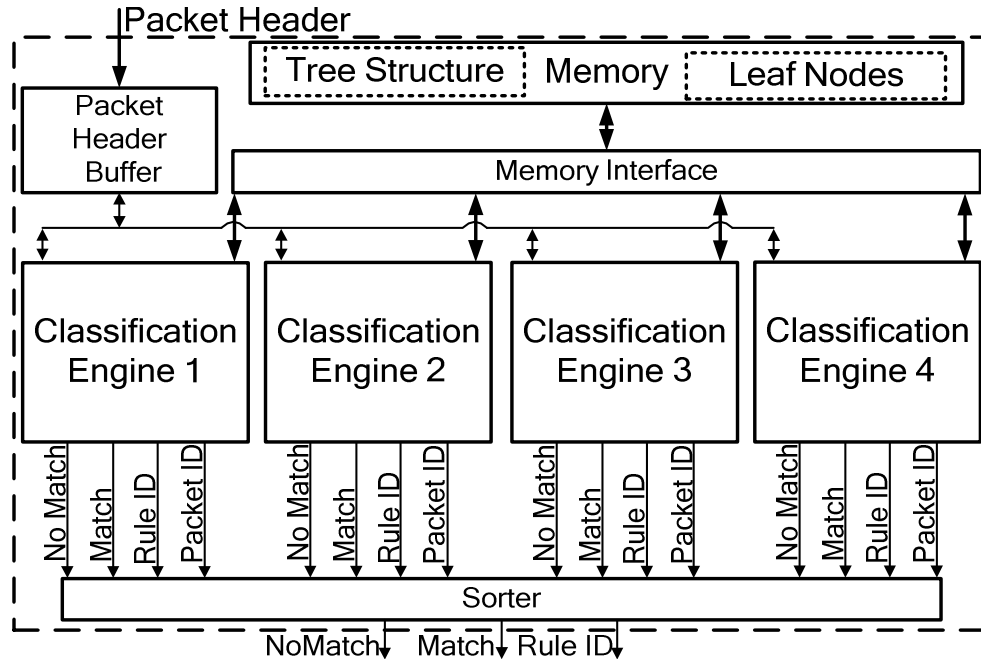 Packet Header
Tree Structure
Memory
Leaf Nodes
Packet
Header
Buffer
Memory Interface
Classification
Engine 1
Classification
Engine 2
Classification
Engine 3
Classification
Engine 4
No Match
Match
Rule ID
Packet ID
No Match
Match
Rule ID
Packet ID
No Match
Match
Rule ID
Packet ID
No Match
Match
Rule ID
Packet ID
Sorter
NoMatch
Match
Rule ID